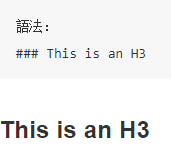 語法：
### This is an H3
This is an H3